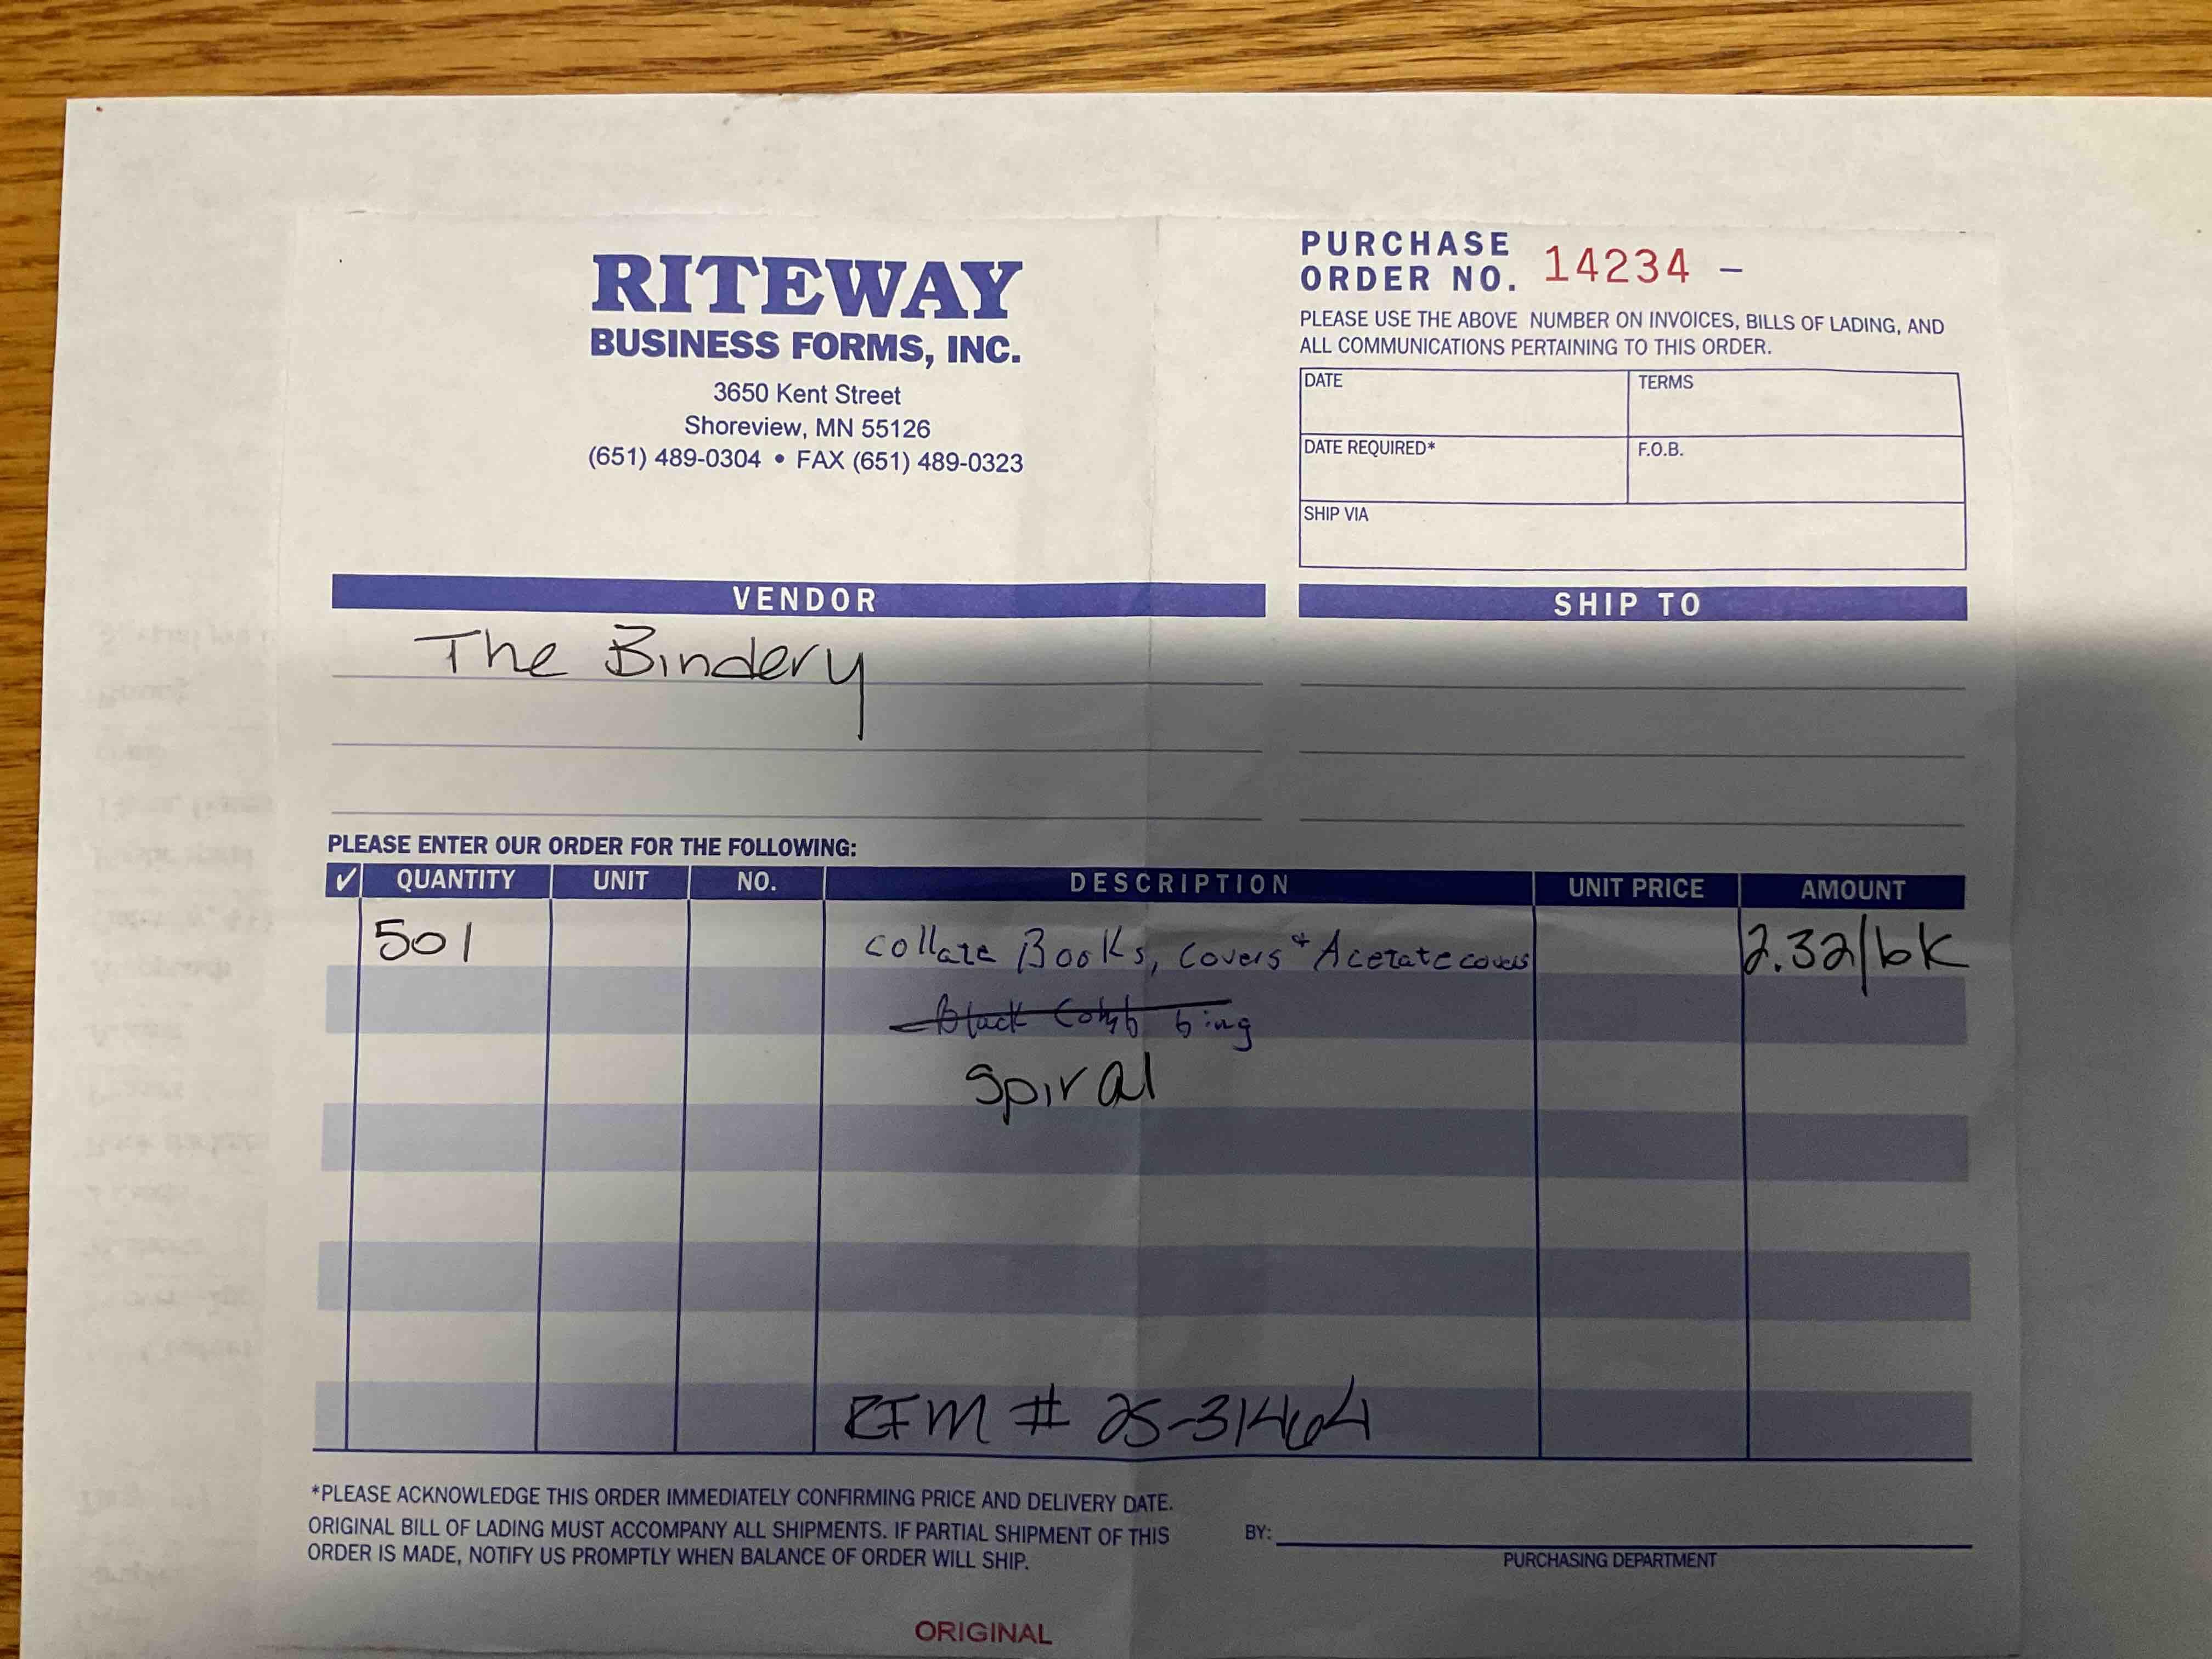 RITEWAY
BUSINESS FORMS, INC.
3650 Kent Street
Shoreview, MN 55126
(651) 489-0304 • FAX (651) 489-0323
PURCHASE
ORDER NO. 14234 -
PLEASE USE THE ABOVE NUMBER ON INVOICES, BILLS OF LADING, AND
ALL COMMUNICATIONS PERTAINING TO THIS ORDER.
DATE TERMS
DATE REQUIRED* F.O.B.
SHIP VIA
VENDOR
The Bindery
SHIP TO
PLEASE ENTER OUR ORDER FOR THE FOLLOWING:
✓ QUANTITY UNIT NO. DESCRIPTION UNIT PRICE AMOUNT
501 Collate Books, Covers + Acetate covers 2.32/bk
Black Comb bing
Spiral
EFM # 25-31464
*PLEASE ACKNOWLEDGE THIS ORDER IMMEDIATELY CONFIRMING PRICE AND DELIVERY DATE.
ORIGINAL BILL OF LADING MUST ACCOMPANY ALL SHIPMENTS. IF PARTIAL SHIPMENT OF THIS
ORDER IS MADE, NOTIFY US PROMPTLY WHEN BALANCE OF ORDER WILL SHIP.
BY:
PURCHASING DEPARTMENT
ORIGINAL